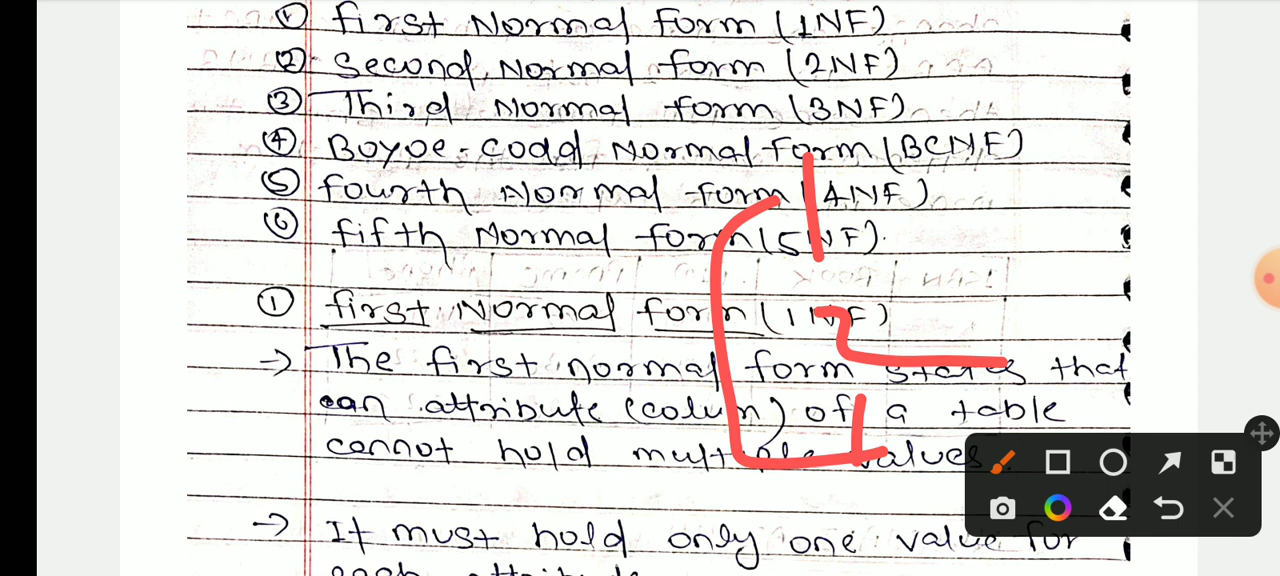 ① First Normal Form (1NF)
② Second Normal form (2NF)
③ Third Normal form (3NF)
④ Boyoe-codd Normal Form (BCNF)
⑤ fourth Normal form (4NF)
⑥ fifth Normal form (5NF).
① first Normal form (1NF)
→ The first normal form states that
an attribute (colum) of a table
cannot hold multiple values.
→ It must hold only one value for
each attribute